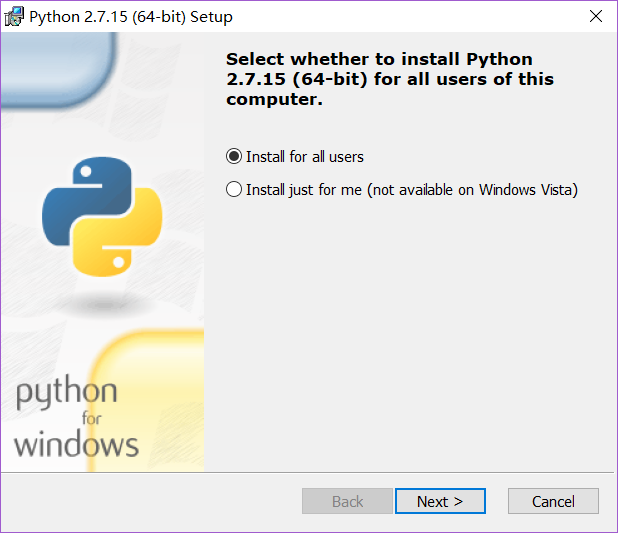 Python 2.7.15 (64-bit) Setup
Select whether to install Python
2.7.15 (64-bit) for all users of this
computer.
Install for all users
Install just for me (not available on Windows Vista)
python
for
windows
Back
Next >
Cancel